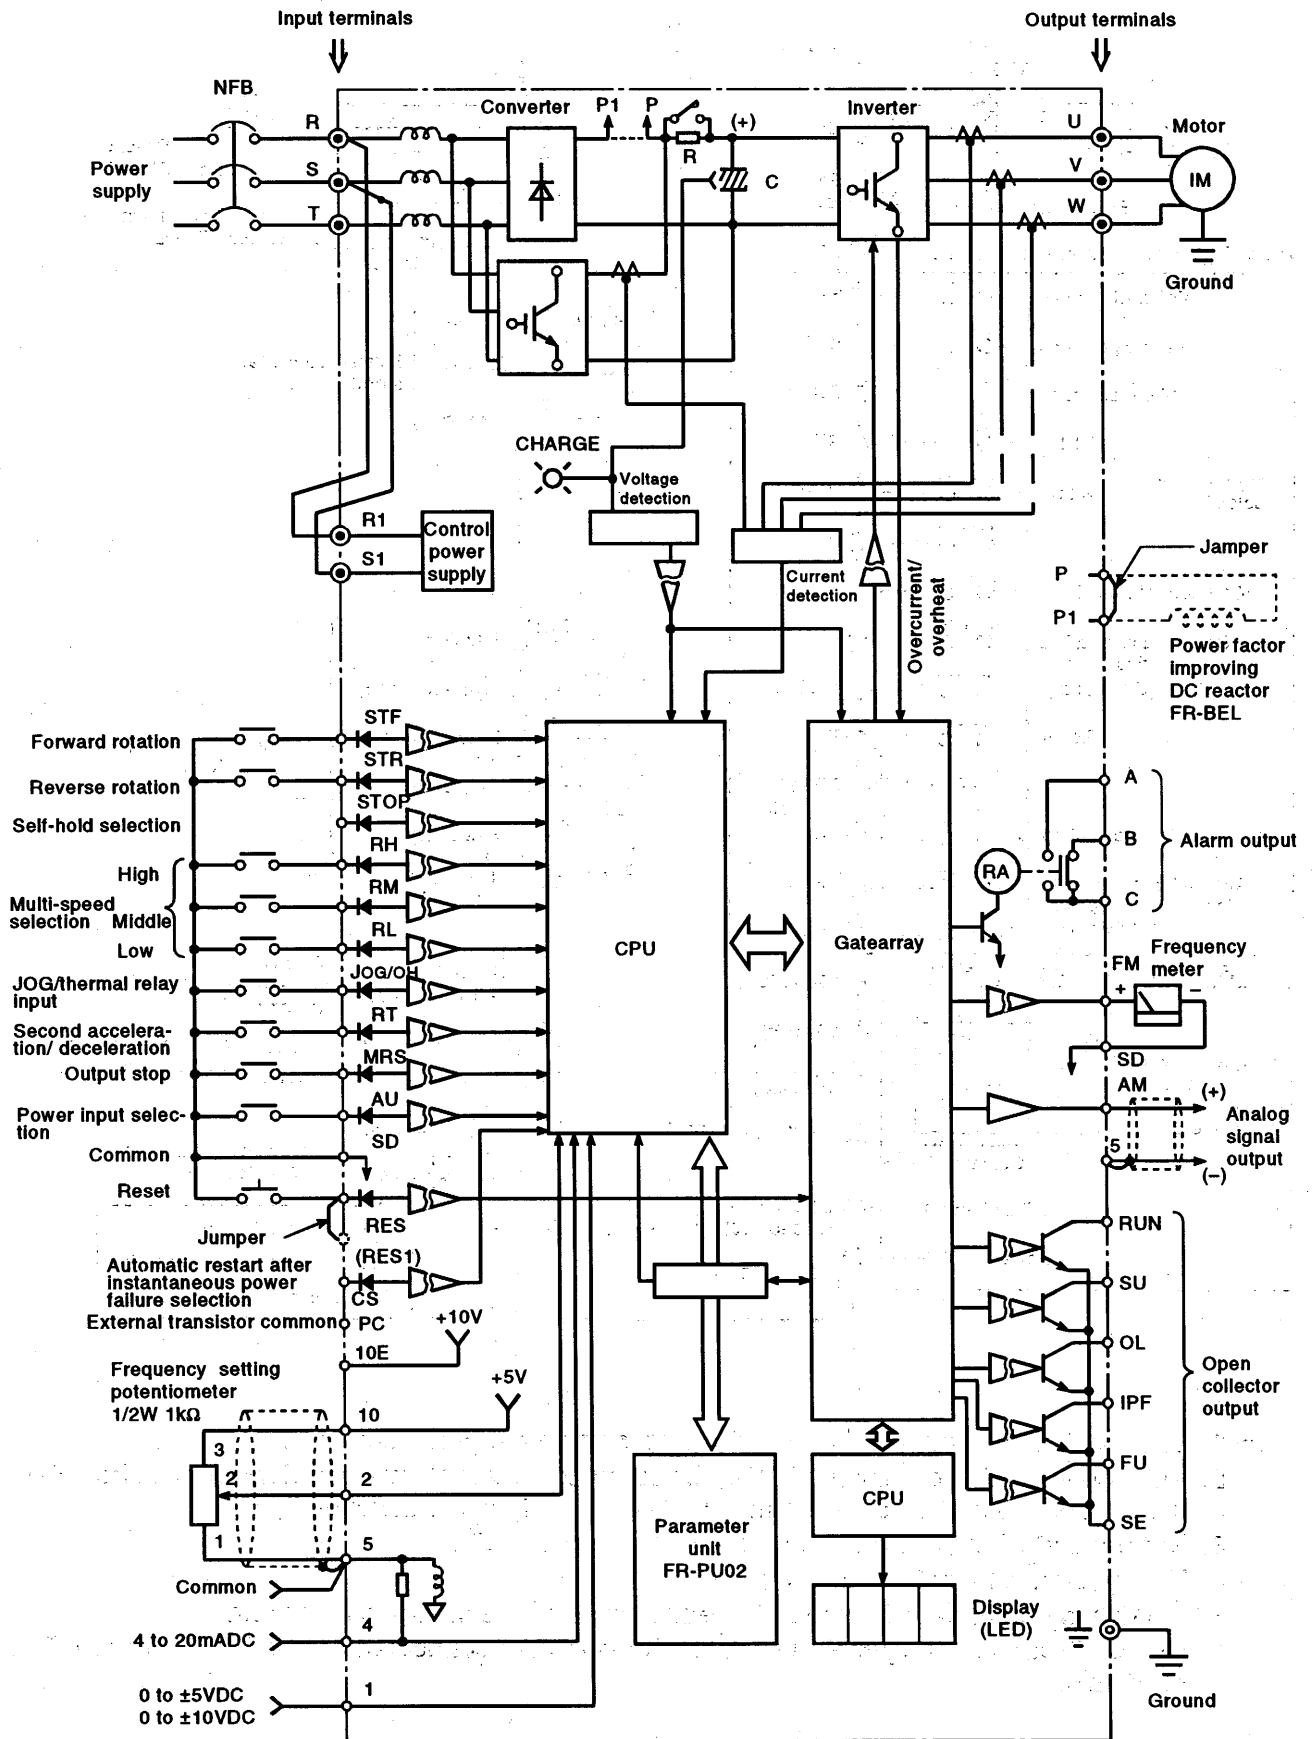 Input terminals
Output terminals
NFB
Converter
P1
P
Inverter
R
(+)
U
Motor
R
S
C
V
IM
Power
supply
T
W
Ground
CHARGE
Voltage
detection
R1
Control
power
supply
S1
Current
detection
Overcurrent/
overheat
Jamper
P
P1
Power factor
improving
DC reactor
FR-BEL
Forward rotation
STF
Reverse rotation
STR
Self-hold selection
STOP
High
RH
Multi-speed
selection
Middle
RM
Low
RL
JOG/thermal relay
input
JOG/OH
Second accelera-
tion/ deceleration
RT
Output stop
MRS
Power input selec-
tion
AU
Common
SD
Reset
RES
Jumper
(RES1)
Automatic restart after
instantaneous power
failure selection
CS
External transistor common
PC
+10V
10E
CPU
Gatearray
RA
A
B
C
Alarm output
FM
Frequency
meter
+
−
SD
AM
(+)
Analog
signal
output
5
(−)
RUN
SU
OL
IPF
FU
SE
Open
collector
output
Frequency setting
potentiometer
1/2W 1kΩ
+5V
10
3
2
2
1
5
Common
4 to 20mADC
4
0 to ±5VDC
0 to ±10VDC
1
Parameter
unit
FR-PU02
CPU
Display
(LED)
Ground